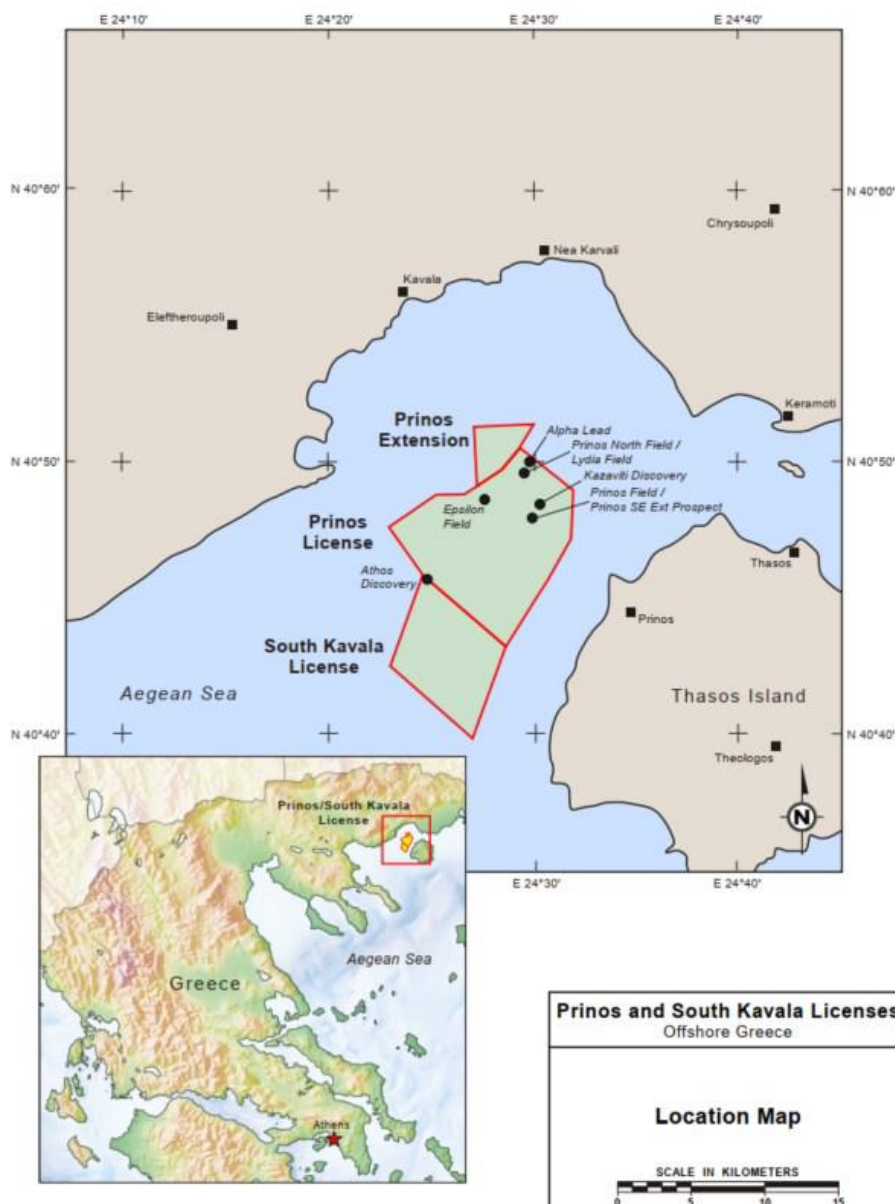 E 24°10'
E 24°20'
E 24°30'
E 24°40'
N 40°60'
N 40°60'
Chrysoupoli
Nea Karvali
Kavala
Eleftheroupoli
Keramoti
Prinos
Extension
Alpha Lead
Prinos North Field /
Lydia Field
N 40°50'
N 40°50'
Kazaviti Discovery
Prinos Field /
Prinos SE Ext Prospect
Epsilon
Field
Prinos
License
Athos
Discovery
Thasos
Prinos
South Kavala
License
Aegean Sea
Thasos Island
N 40°40'
N 40°40'
Theologos
N
E 24°30'
E 24°40'
Prinos/South Kavala
License
Aegean Sea
Greece
Athens
Prinos and South Kavala Licenses
Offshore Greece
Location Map
SCALE IN KILOMETERS
0 5 10 15